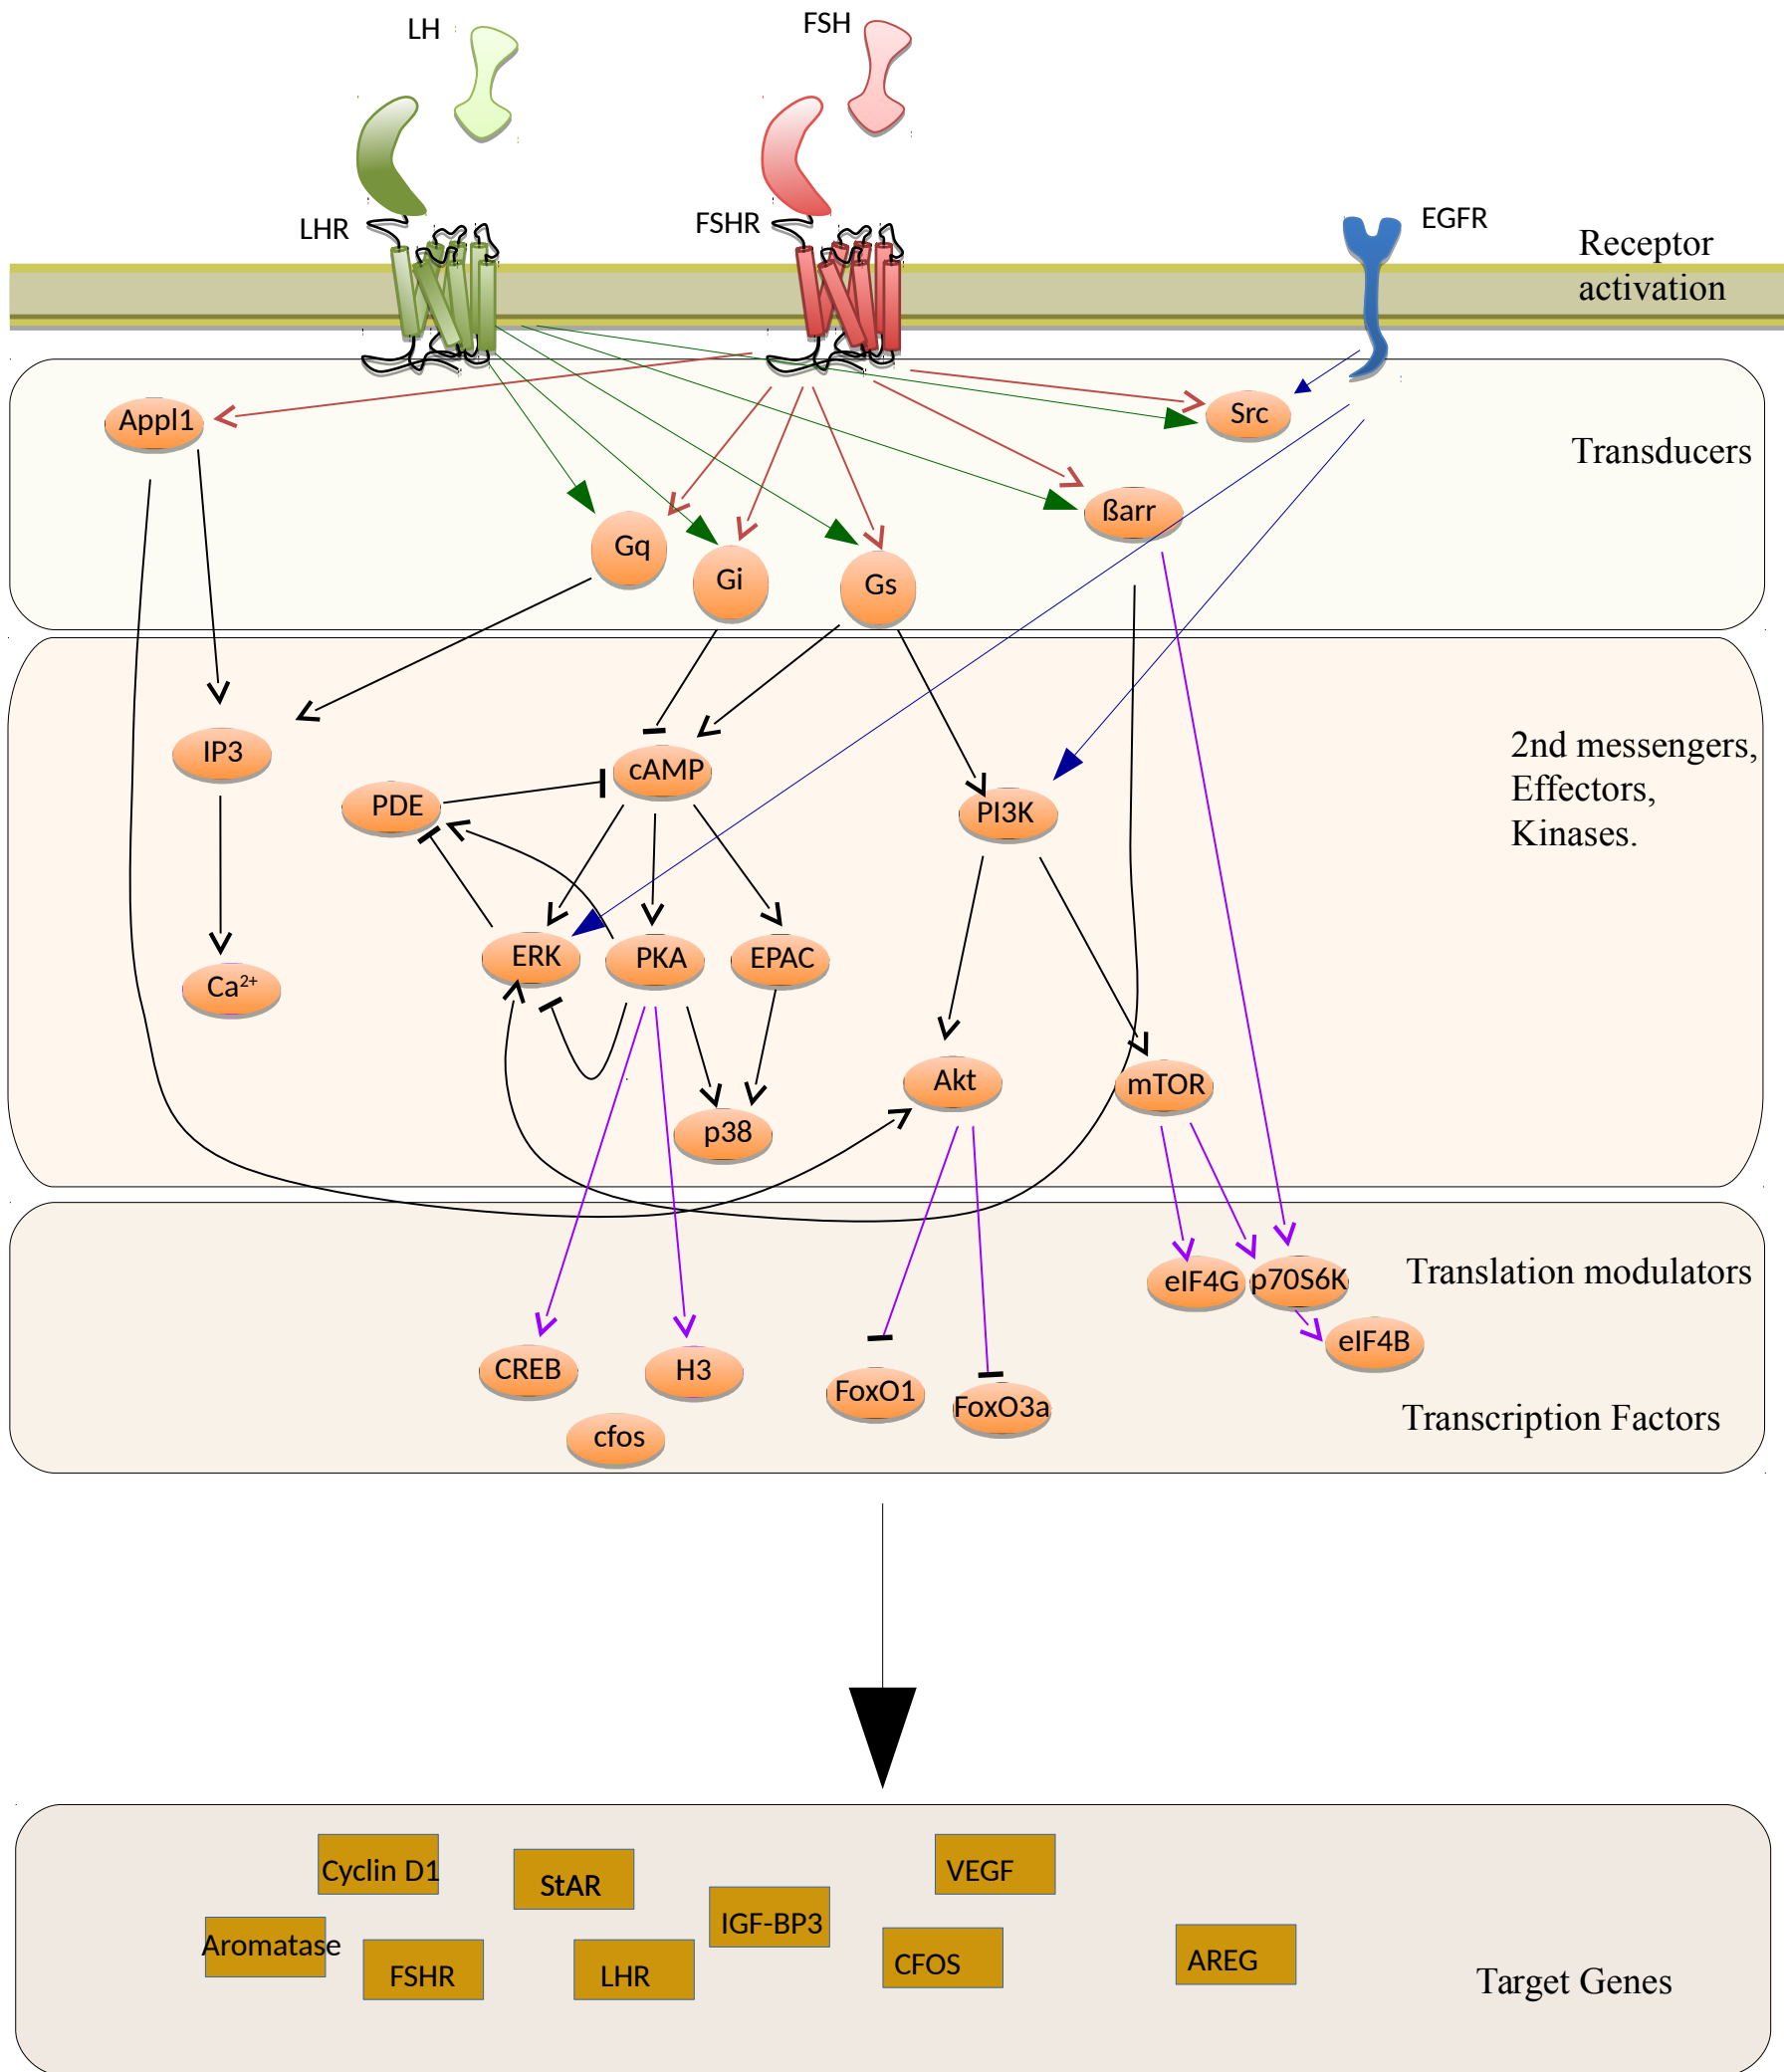 LH
FSH
LHR
FSHR
EGFR
Receptor
activation
Appl1
Src
Transducers
ßarr
Gq
Gi
Gs
IP3
cAMP
PDE
PI3K
2nd messengers,
Effectors,
Kinases.
ERK
PKA
EPAC
Ca²⁺
Akt
mTOR
p38
Translation modulators
eIF4G
p70S6K
eIF4B
CREB
H3
FoxO1
FoxO3a
cfos
Transcription Factors
Cyclin D1
StAR
VEGF
IGF-BP3
Aromatase
FSHR
LHR
CFOS
AREG
Target Genes